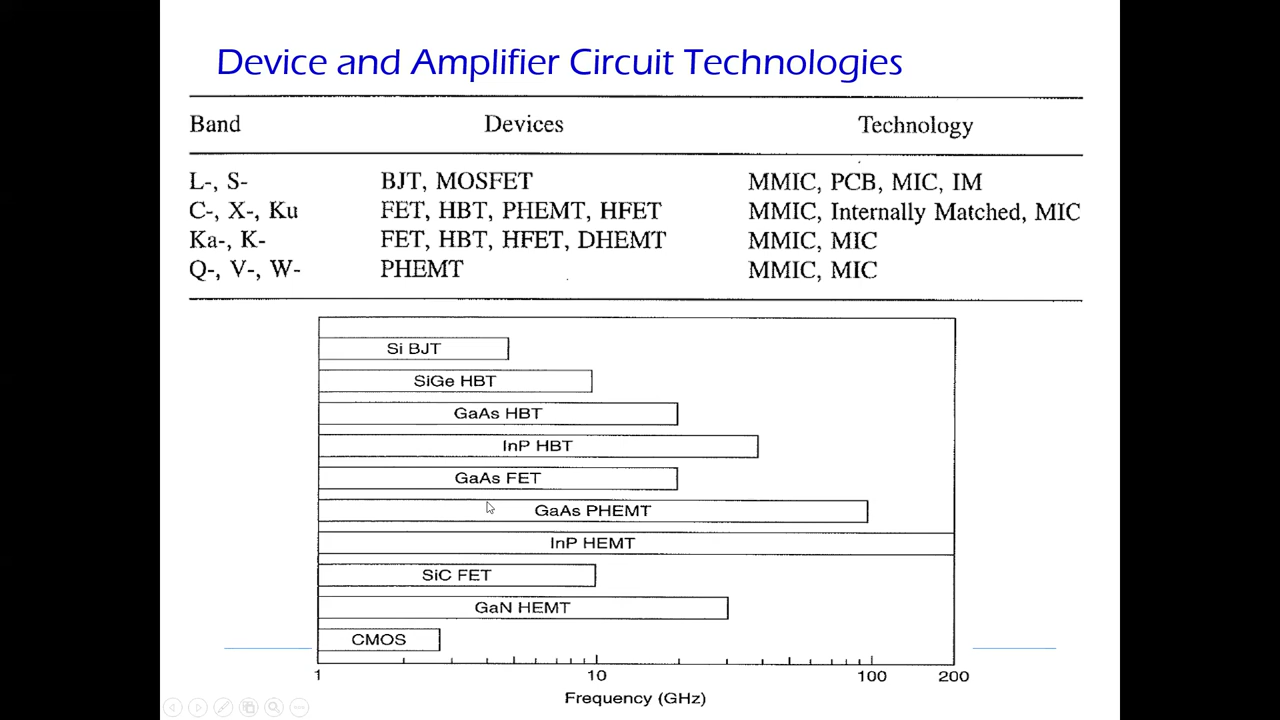 Device and Amplifier Circuit Technologies
Band Devices Technology
L-, S- BJT, MOSFET MMIC, PCB, MIC, IM
C-, X-, Ku FET, HBT, PHEMT, HFET MMIC, Internally Matched, MIC
Ka-, K- FET, HBT, HFET, DHEMT MMIC, MIC
Q-, V-, W- PHEMT MMIC, MIC
Si BJT
SiGe HBT
GaAs HBT
InP HBT
GaAs FET
GaAs PHEMT
InP HEMT
SiC FET
GaN HEMT
CMOS
1 10 100 200
Frequency (GHz)